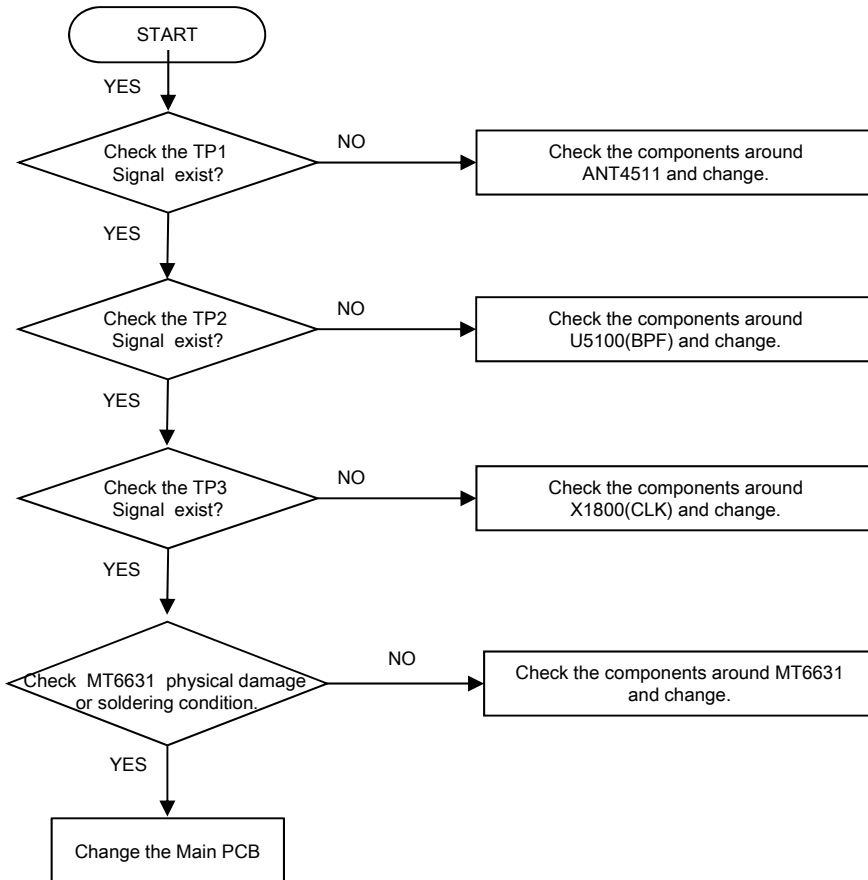 START
YES
Check the TP1
Signal exist?
NO
Check the components around
ANT4511 and change.
YES
Check the TP2
Signal exist?
NO
Check the components around
U5100(BPF) and change.
YES
Check the TP3
Signal exist?
NO
Check the components around
X1800(CLK) and change.
YES
Check MT6631 physical damage
or soldering condition.
NO
Check the components around MT6631
and change.
YES
Change the Main PCB